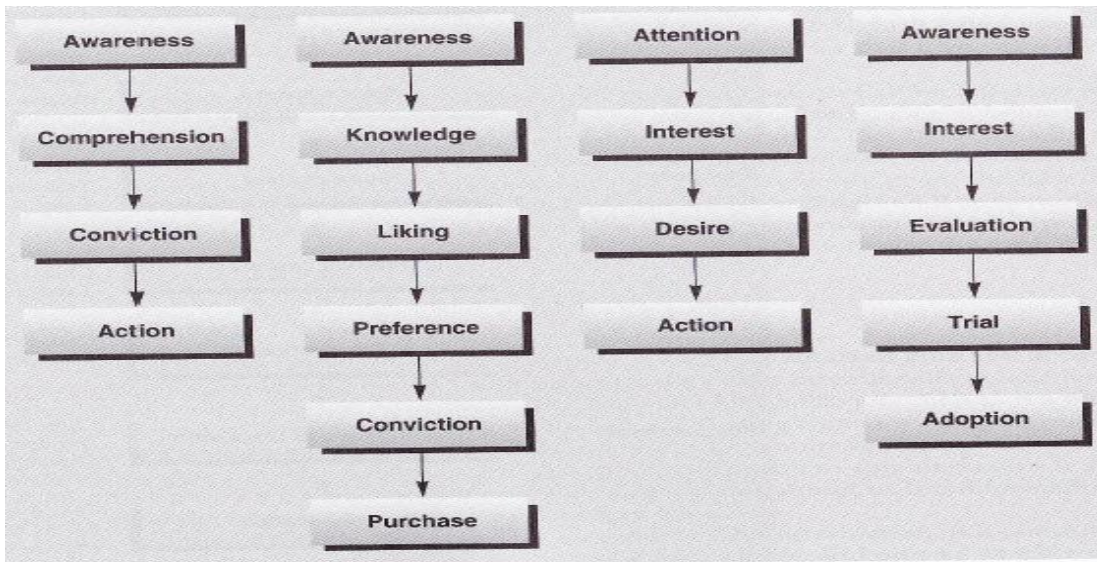 Awareness
Comprehension
Conviction
Action
Awareness
Knowledge
Liking
Preference
Conviction
Purchase
Attention
Interest
Desire
Action
Awareness
Interest
Evaluation
Trial
Adoption